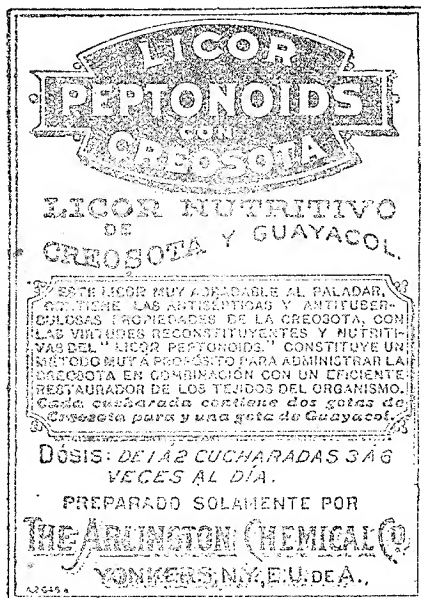 LICOR
PEPTONOIDS
CON
CREOSOTA
LICOR NUTRITIVO
DE
CREOSOTA Y GUAYACOL.
ESTE LICOR MUY AGRADABLE AL PALADAR,
CONTIENE LAS ANTISÉPTICAS Y ANTITUBER-
CULOSAS PROPIEDADES DE LA CREOSOTA, CON
LAS VIRTUDES RECONSTITUYENTES Y NUTRITI-
VAS DEL "LICOR PEPTONOIDS." CONSTITUYE UN
MÉTODO MUY A PROPÓSITO PARA ADMINISTRAR LA
CREOSOTA EN COMBINACIÓN CON UN EFICIENTE
RESTAURADOR DE LOS TEJIDOS DEL ORGANISMO.
Cada cucharada contiene dos gotas de
Creosota pura y una gota de Guayacol.
DÓSIS: DE 1 A 2 CUCHARADAS 3 A 6
VECES AL DÍA.
PREPARADO SOLAMENTE POR
THE ARLINGTON CHEMICAL CO.
YONKERS, N.Y., E.U. DE A.,